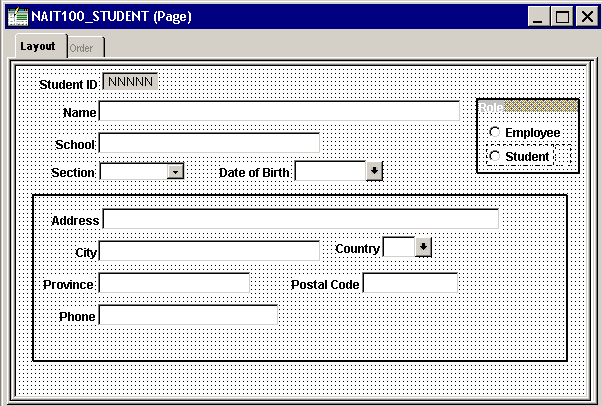 NAIT100_STUDENT (Page)
Layout Order
Student ID NNNNN
Name
Role
School
Employee
Student
Section Date of Birth
Address
City Country
Province Postal Code
Phone